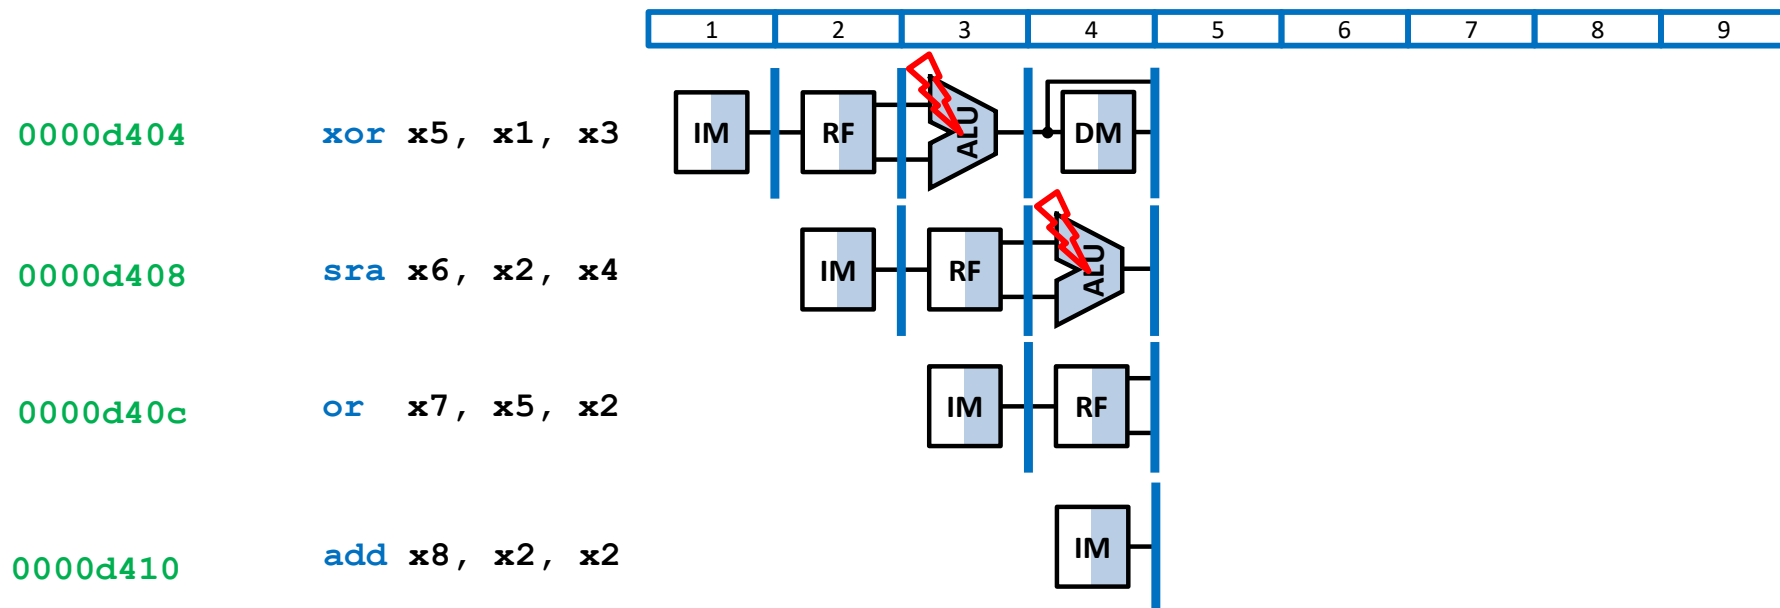 1 2 3 4 5 6 7 8 9
0000d404 xor x5, x1, x3 IM RF ALU DM
0000d408 sra x6, x2, x4 IM RF ALU
0000d40c or x7, x5, x2 IM RF
0000d410 add x8, x2, x2 IM